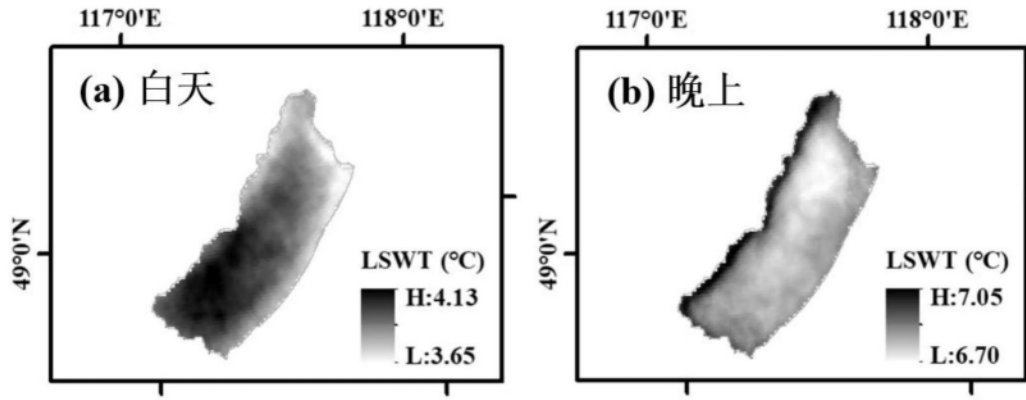 117°0'E 118°0'E
(a) 白天
49°0'N
LSWT (°C)
H:4.13
L:3.65
117°0'E 118°0'E
(b) 晚上
49°0'N
LSWT (°C)
H:7.05
L:6.70